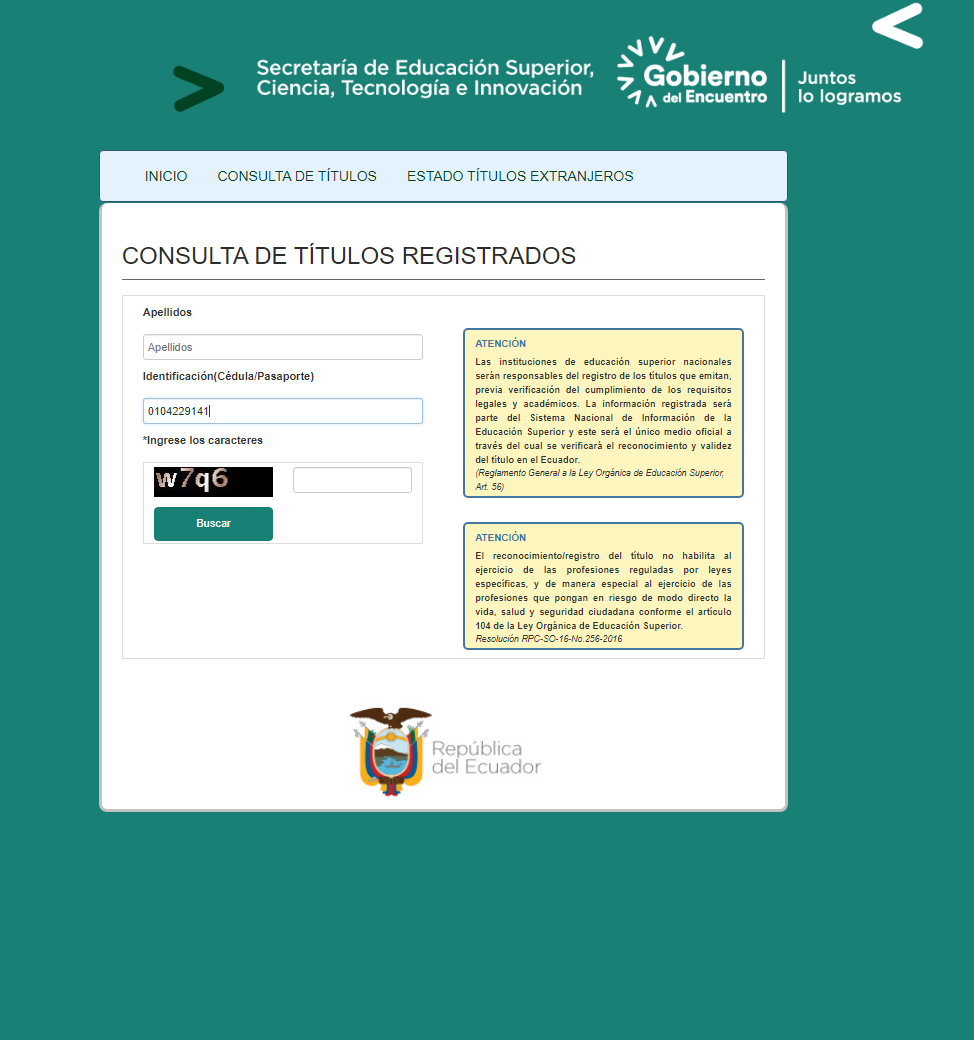 Secretaría de Educación Superior,
Ciencia, Tecnología e Innovación
Gobierno
del Encuentro
Juntos
lo logramos
INICIO CONSULTA DE TÍTULOS ESTADO TÍTULOS EXTRANJEROS
CONSULTA DE TÍTULOS REGISTRADOS
Apellidos
Apellidos
Identificación(Cédula/Pasaporte)
0104229141
*Ingrese los caracteres
w7q6
Buscar
ATENCIÓN
Las instituciones de educación superior nacionales
serán responsables del registro de los títulos que emitan,
previa verificación del cumplimiento de los requisitos
legales y académicos. La información registrada será
parte del Sistema Nacional de Información de la
Educación Superior y este será el único medio oficial a
través del cual se verificará el reconocimiento y validez
del título en el Ecuador.
(Reglamento General a la Ley Orgánica de Educación Superior,
Art. 56)
ATENCIÓN
El reconocimiento/registro del título no habilita al
ejercicio de las profesiones reguladas por leyes
específicas, y de manera especial al ejercicio de las
profesiones que pongan en riesgo de modo directo la
vida, salud y seguridad ciudadana conforme el artículo
104 de la Ley Orgánica de Educación Superior.
Resolución RPC-SO-16-No.256-2016
República
del Ecuador